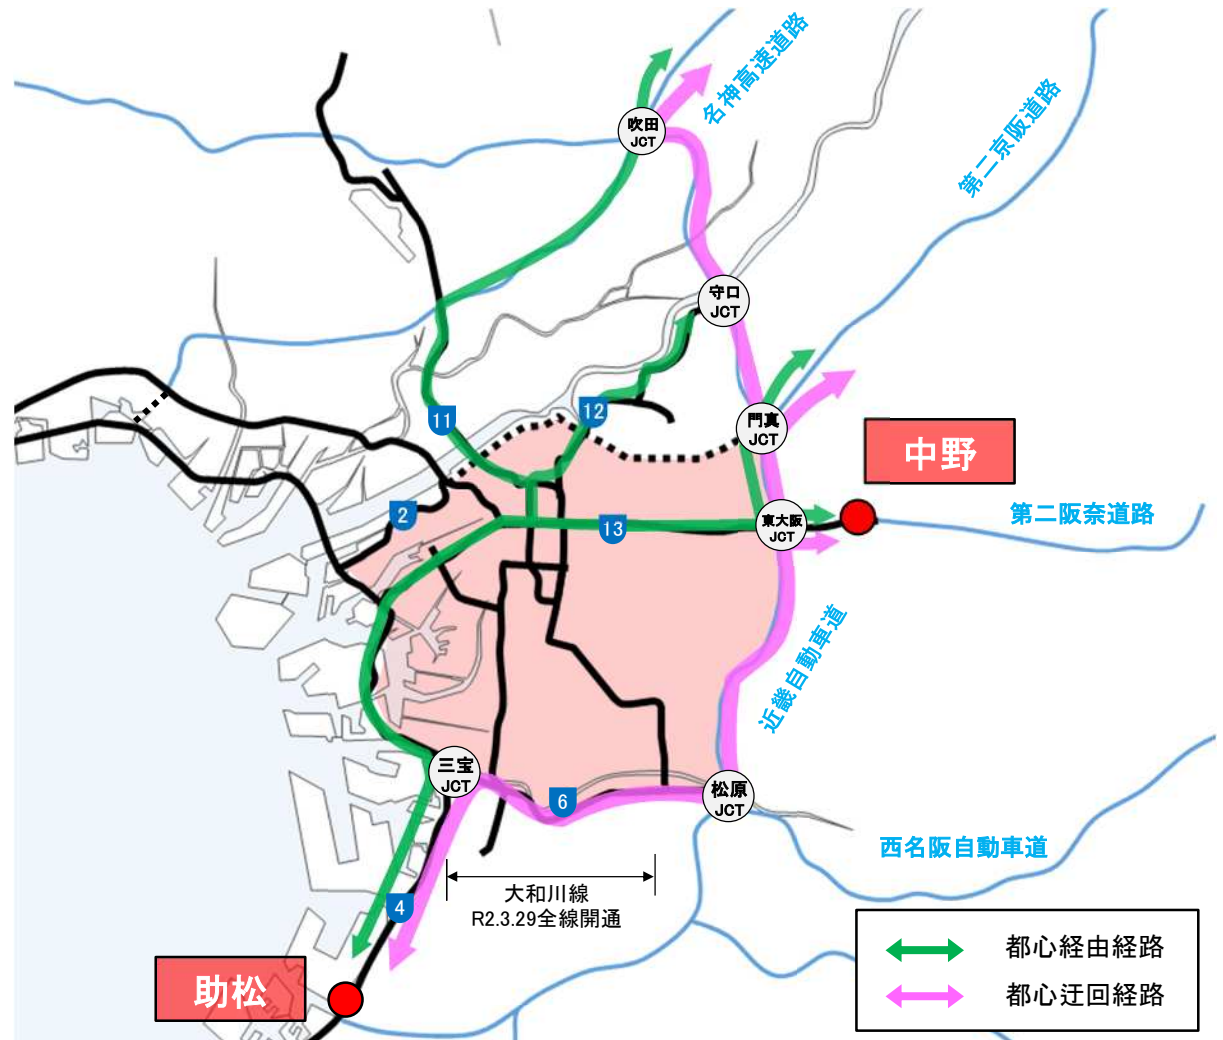 名神高速道路
第二京阪道路
吹田
JCT
守口
JCT
11
12
門真
JCT
中野
2
13
東大阪
JCT
第二阪奈道路
近畿自動車道
三宝
JCT
6
松原
JCT
西名阪自動車道
大和川線
R2.3.29全線開通
4
助松
都心経由経路
都心迂回経路